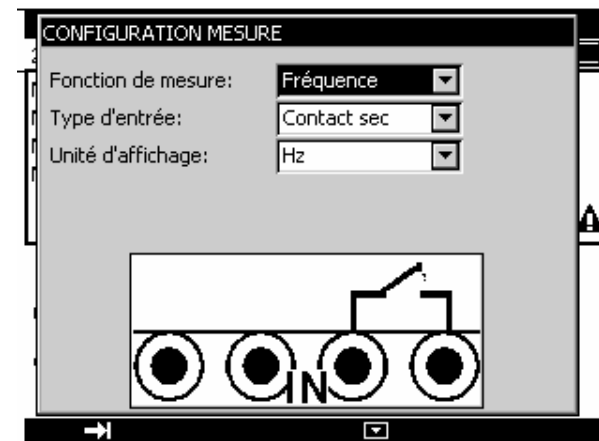 CONFIGURATION MESURE
Fonction de mesure: Fréquence
Type d'entrée: Contact sec
Unité d'affichage: Hz
IN